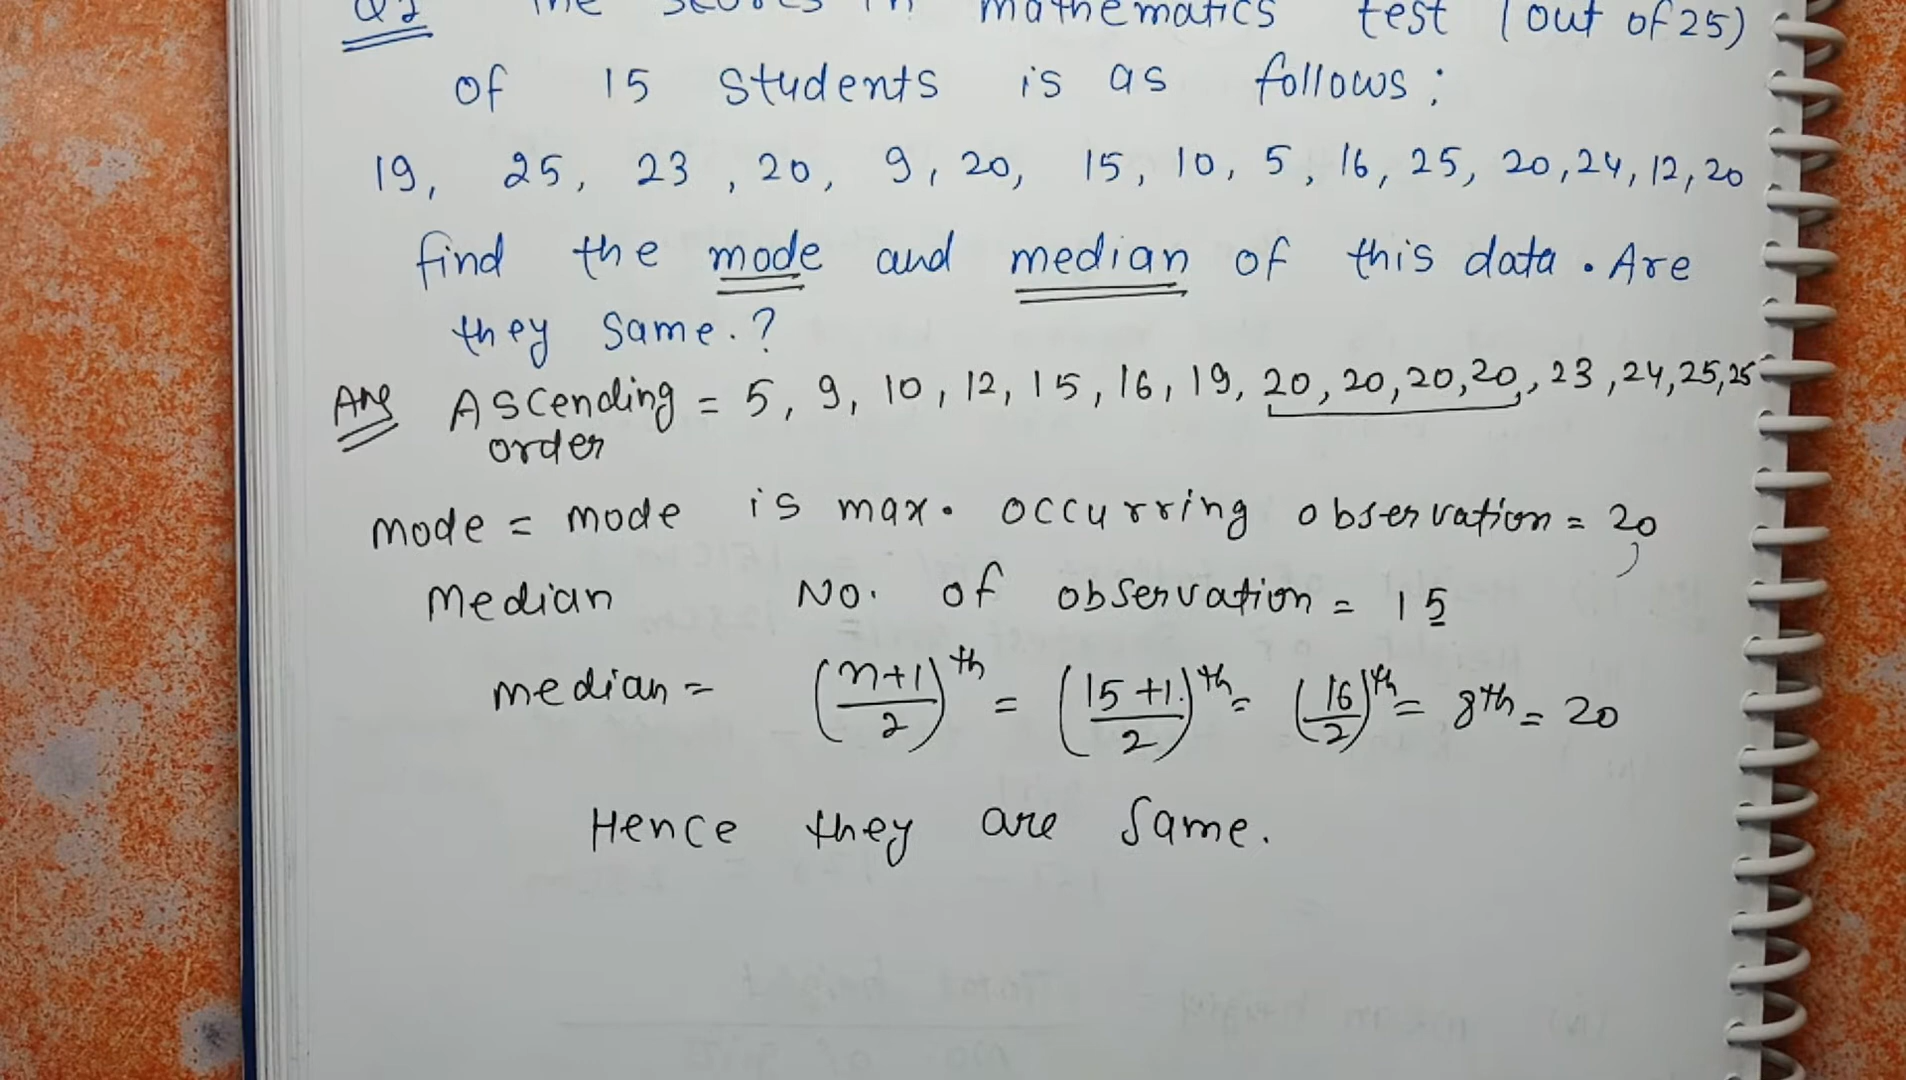 Q2 The scores in mathematics test (out of 25)
of 15 students is as follows:
19, 25, 23, 20, 9, 20, 15, 10, 5, 16, 25, 20, 24, 12, 20
find the mode and median of this data. Are
they same.?
Ans Ascending = 5, 9, 10, 12, 15, 16, 19, 20, 20, 20, 20, 23, 24, 25, 25
order
mode = mode is max. occurring observation = 20
Median No. of observation = 15
median = (n+1/2)th = (15+1/2)th = (16/2)th = 8th = 20
Hence they are same.